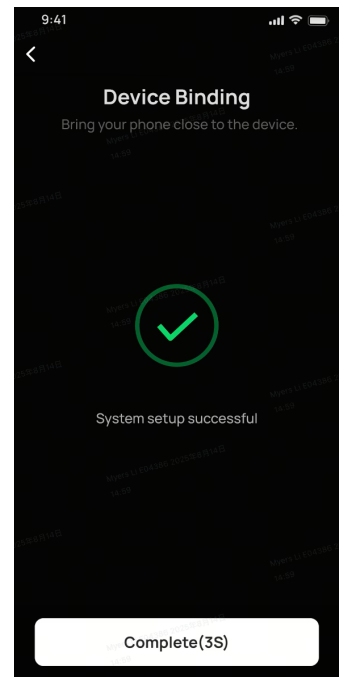 9:41
Device Binding
Bring your phone close to the device.
System setup successful
Complete(3S)